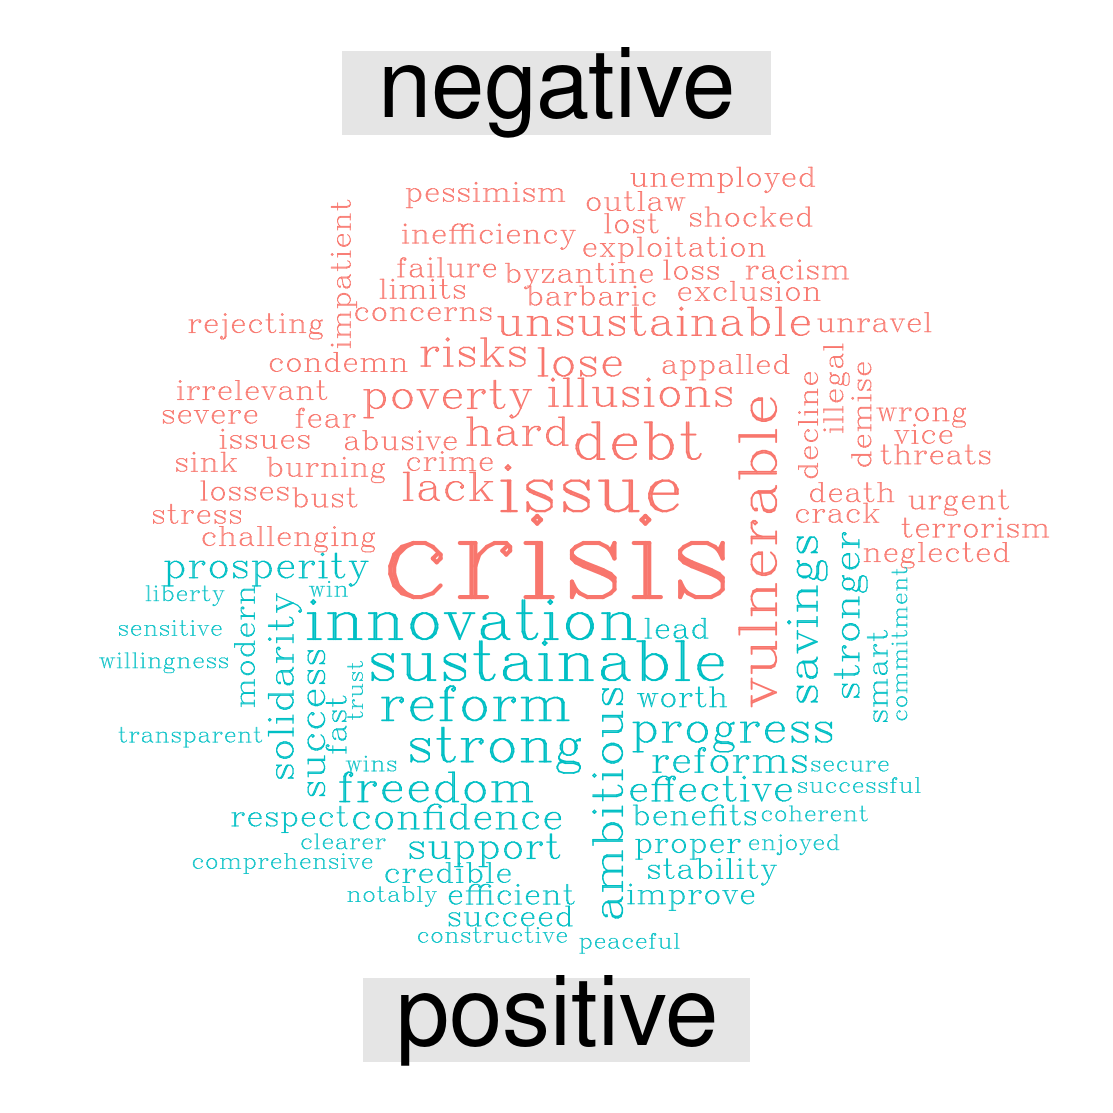 negative
unemployed
pessimism
outlaw
shocked
lost
impatient
inefficiency
exploitation
failure
byzantine
loss
racism
limits
barbaric
exclusion
concerns
rejecting
unsustainable
unravel
risks
lose
condemn
appalled
illegal
irrelevant
poverty
illusions
decline
demise
severe
fear
wrong
issues
abusive
hard
debt
vulnerable
vice
sink
burning
crime
threats
losses
bust
lack
issue
death
urgent
stress
crack
terrorism
challenging
crisis
neglected
prosperity
savings
stronger
liberty
win
modern
solidarity
innovation
lead
commitment
sensitive
smart
willingness
sustainable
success
trust
reform
worth
fast
transparent
strong
ambitious
progress
wins
reforms
secure
freedom
effective
successful
respect
confidence
benefits
coherent
clearer
support
proper
enjoyed
comprehensive
credible
stability
notably
efficient
improve
succeed
constructive
peaceful
positive